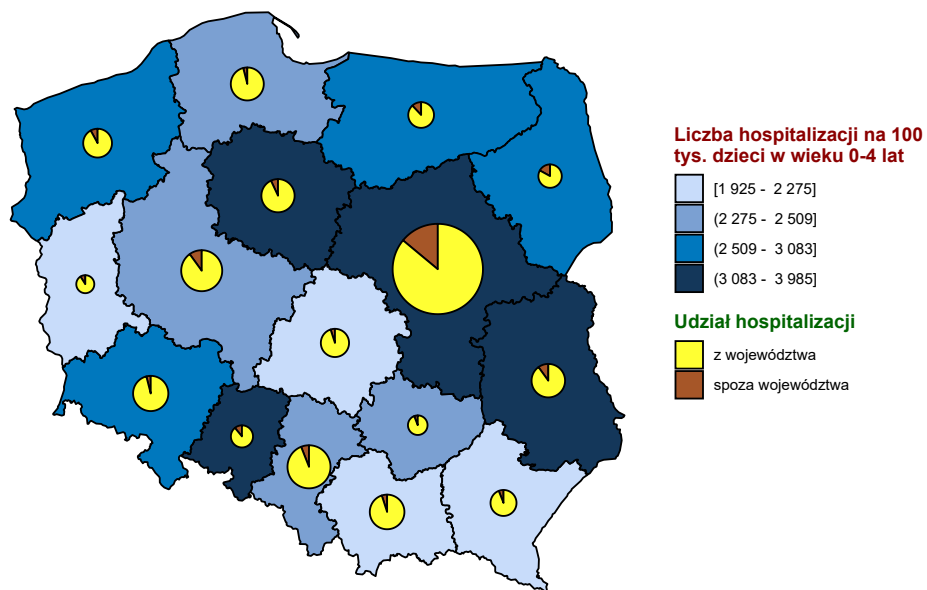 Liczba hospitalizacji na 100
tys. dzieci w wieku 0-4 lat
[1 925 - 2 275]
(2 275 - 2 509]
(2 509 - 3 083]
(3 083 - 3 985]
Udział hospitalizacji
z województwa
spoza województwa